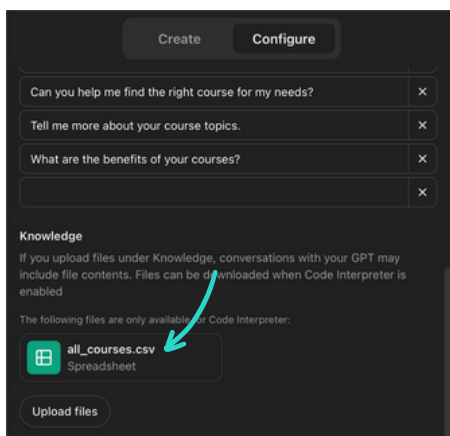 Create Configure
Can you help me find the right course for my needs? ×
Tell me more about your course topics. ×
What are the benefits of your courses? ×
×
Knowledge
If you upload files under Knowledge, conversations with your GPT may
include file contents. Files can be downloaded when Code Interpreter is
enabled
The following files are only available for Code Interpreter:
all_courses.csv
Spreadsheet
Upload files